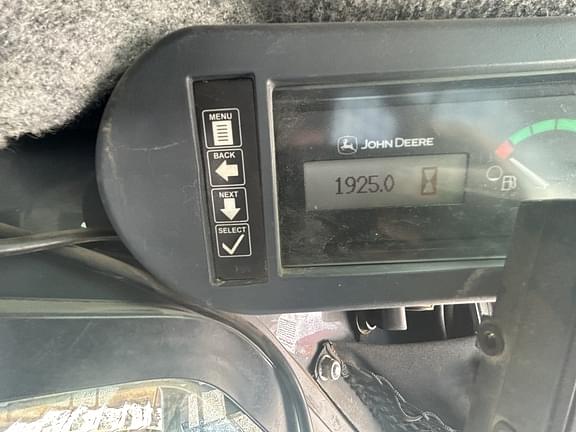 MENU
BACK
NEXT
SELECT
JOHN DEERE
1925.0